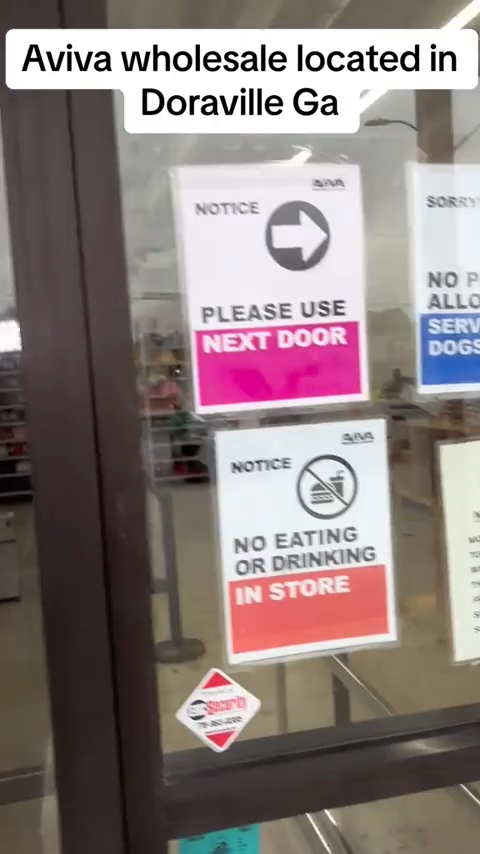 Aviva wholesale located in
Doraville Ga
AVIVA
NOTICE
PLEASE USE
NEXT DOOR
SORRY
NO P
ALLO
SERV
DOGS
AVIVA
NOTICE
NO EATING
OR DRINKING
IN STORE
Security